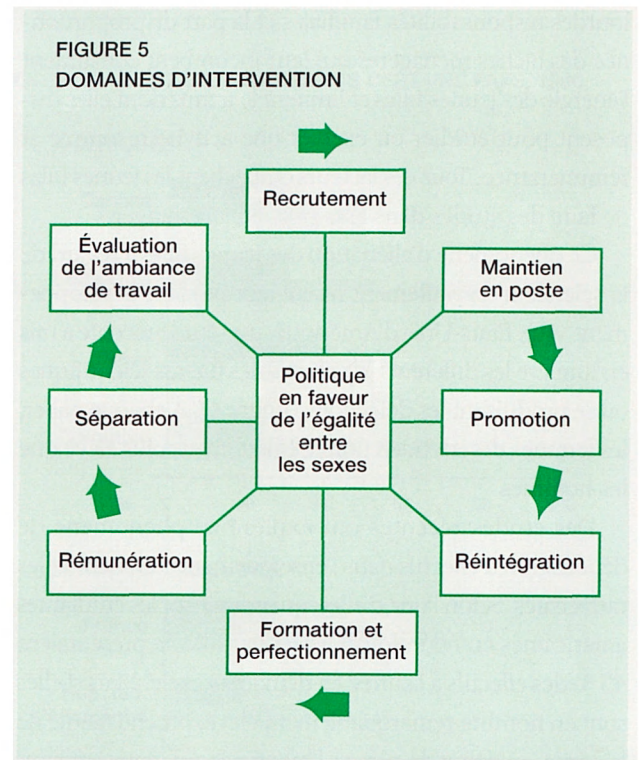 FIGURE 5
DOMAINES D'INTERVENTION
Recrutement
Évaluation
de l'ambiance
de travail
Maintien
en poste
Politique
en faveur
de l'égalité
entre
les sexes
Séparation
Promotion
Rémunération
Réintégration
Formation et
perfectionnement